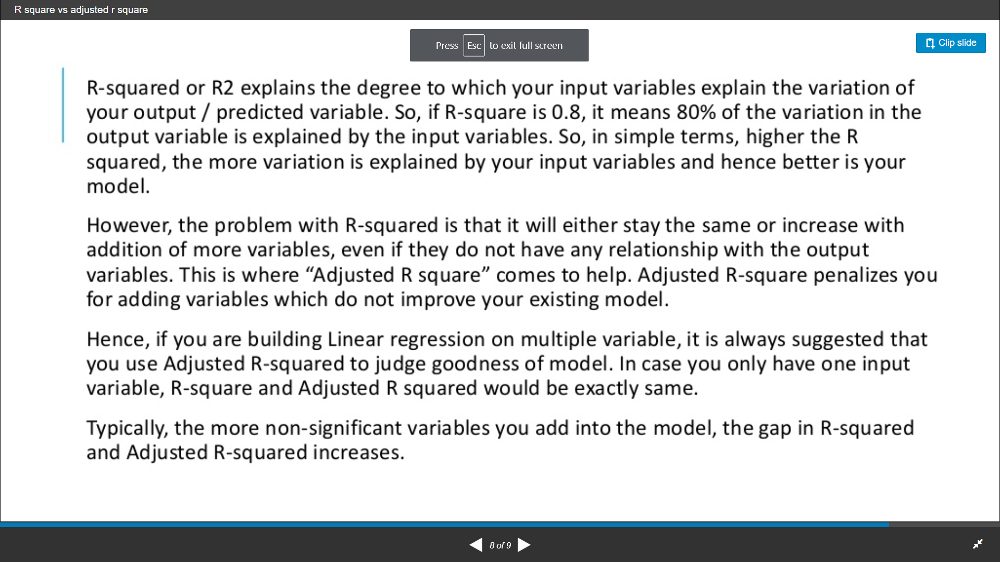 R square vs adjusted r square
Press Esc to exit full screen
Clip slide
R-squared or R2 explains the degree to which your input variables explain the variation of
your output / predicted variable. So, if R-square is 0.8, it means 80% of the variation in the
output variable is explained by the input variables. So, in simple terms, higher the R
squared, the more variation is explained by your input variables and hence better is your
model.
However, the problem with R-squared is that it will either stay the same or increase with
addition of more variables, even if they do not have any relationship with the output
variables. This is where “Adjusted R square” comes to help. Adjusted R-square penalizes you
for adding variables which do not improve your existing model.
Hence, if you are building Linear regression on multiple variable, it is always suggested that
you use Adjusted R-squared to judge goodness of model. In case you only have one input
variable, R-square and Adjusted R squared would be exactly same.
Typically, the more non-significant variables you add into the model, the gap in R-squared
and Adjusted R-squared increases.
8 of 9